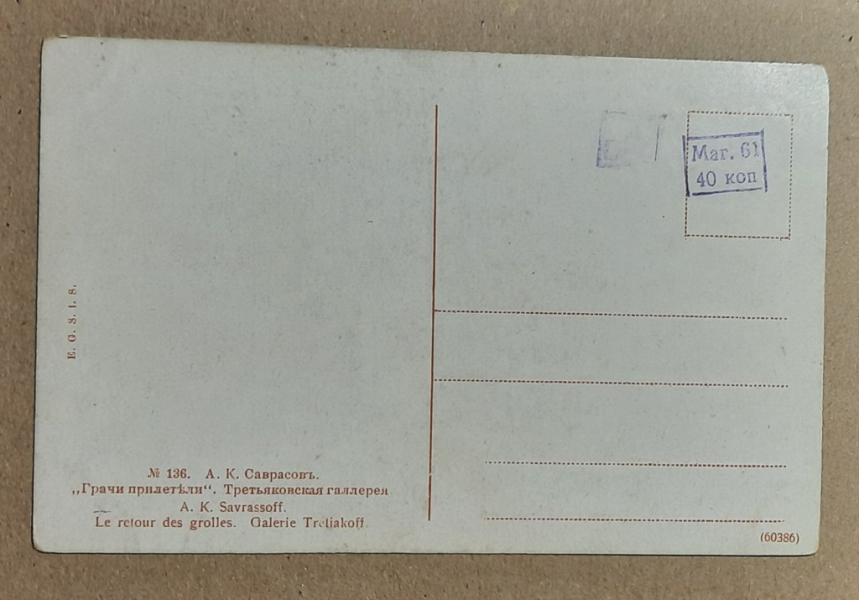 Маг. 61
40 коп
E. O. S. I. S.
№ 136. А. К. Саврасовъ.
„Грачи прилетѣли“. Третьяковская галлерея
A. K. Savrassoff.
Le retour des grolles. Galerie Tretiakoff.
(60386)